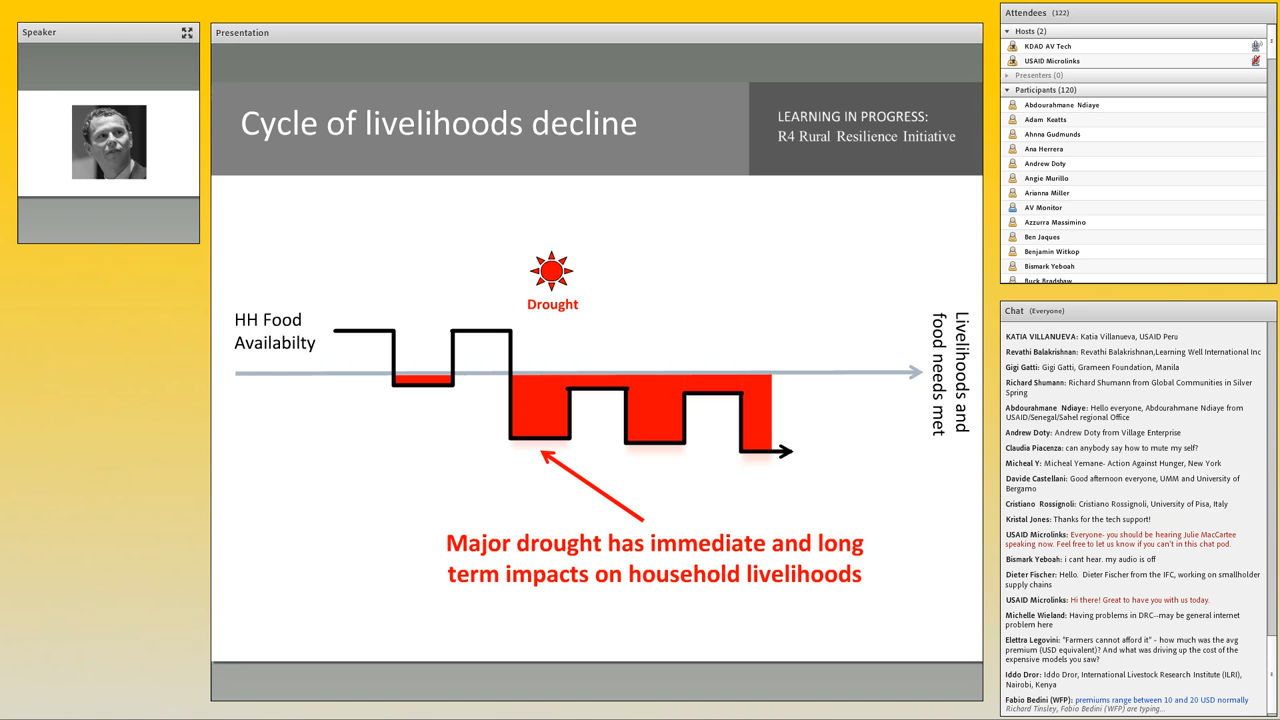 Speaker
Presentation
Cycle of livelihoods decline
LEARNING IN PROGRESS:
R4 Rural Resilience Initiative
Drought
HH Food
Availabilty
Livelihoods and
food needs met
Major drought has immediate and long
term impacts on household livelihoods
Attendees (122)
Hosts (2)
KDAD AV Tech
USAID Microlinks
Presenters (0)
Participants (120)
Abdourahmane Ndiaye
Adam Keatts
Ahnna Gudmunds
Ana Herrera
Andrew Doty
Angie Murillo
Arianna Miller
AV Monitor
Azzurra Massimino
Ben Jaques
Benjamin Witkop
Bismark Yeboah
Buck Bradshaw
Chat (Everyone)
KATIA VILLANUEVA: Katia Villanueva, USAID Peru
Revathi Balakrishnan: Revathi Balakrishnan,Learning Well International Inc
Gigi Gatti: Gigi Gatti, Grameen Foundation, Manila
Richard Shumann: Richard Shumann from Global Communities in Silver
Spring
Abdourahmane Ndiaye: Hello everyone, Abdourahmane Ndiaye from
USAID/Senegal/Sahel regional Office
Andrew Doty: Andrew Doty from Village Enterprise
Claudia Piacenza: can anybody say how to mute my self?
Micheal Y: Micheal Yemane- Action Against Hunger, New York
Davide Castellani: Good afternoon everyone, UMM and University of
Bergamo
Cristiano Rossignoli: Cristiano Rossignoli, University of Pisa, Italy
Kristal Jones: Thanks for the tech support!
USAID Microlinks: Everyone- you should be hearing Julie MacCartee
speaking now. Feel free to let us know if you can't in this chat pod.
Bismark Yeboah: i cant hear. my audio is off
Dieter Fischer: Hello. Dieter Fischer from the IFC, working on smallholder
supply chains
USAID Microlinks: Hi there! Great to have you with us today.
Michelle Wieland: Having problems in DRC--may be general internet
problem here
Elettra Legovini: "Farmers cannot afford it" - how much was the avg
premium (USD equivalent)? And what was driving up the cost of the
expensive models you saw?
Iddo Dror: Iddo Dror, International Livestock Research Institute (ILRI),
Nairobi, Kenya
Fabio Bedini (WFP): premiums range between 10 and 20 USD normally
Richard Tinsley, Fabio Bedini (WFP) are typing...